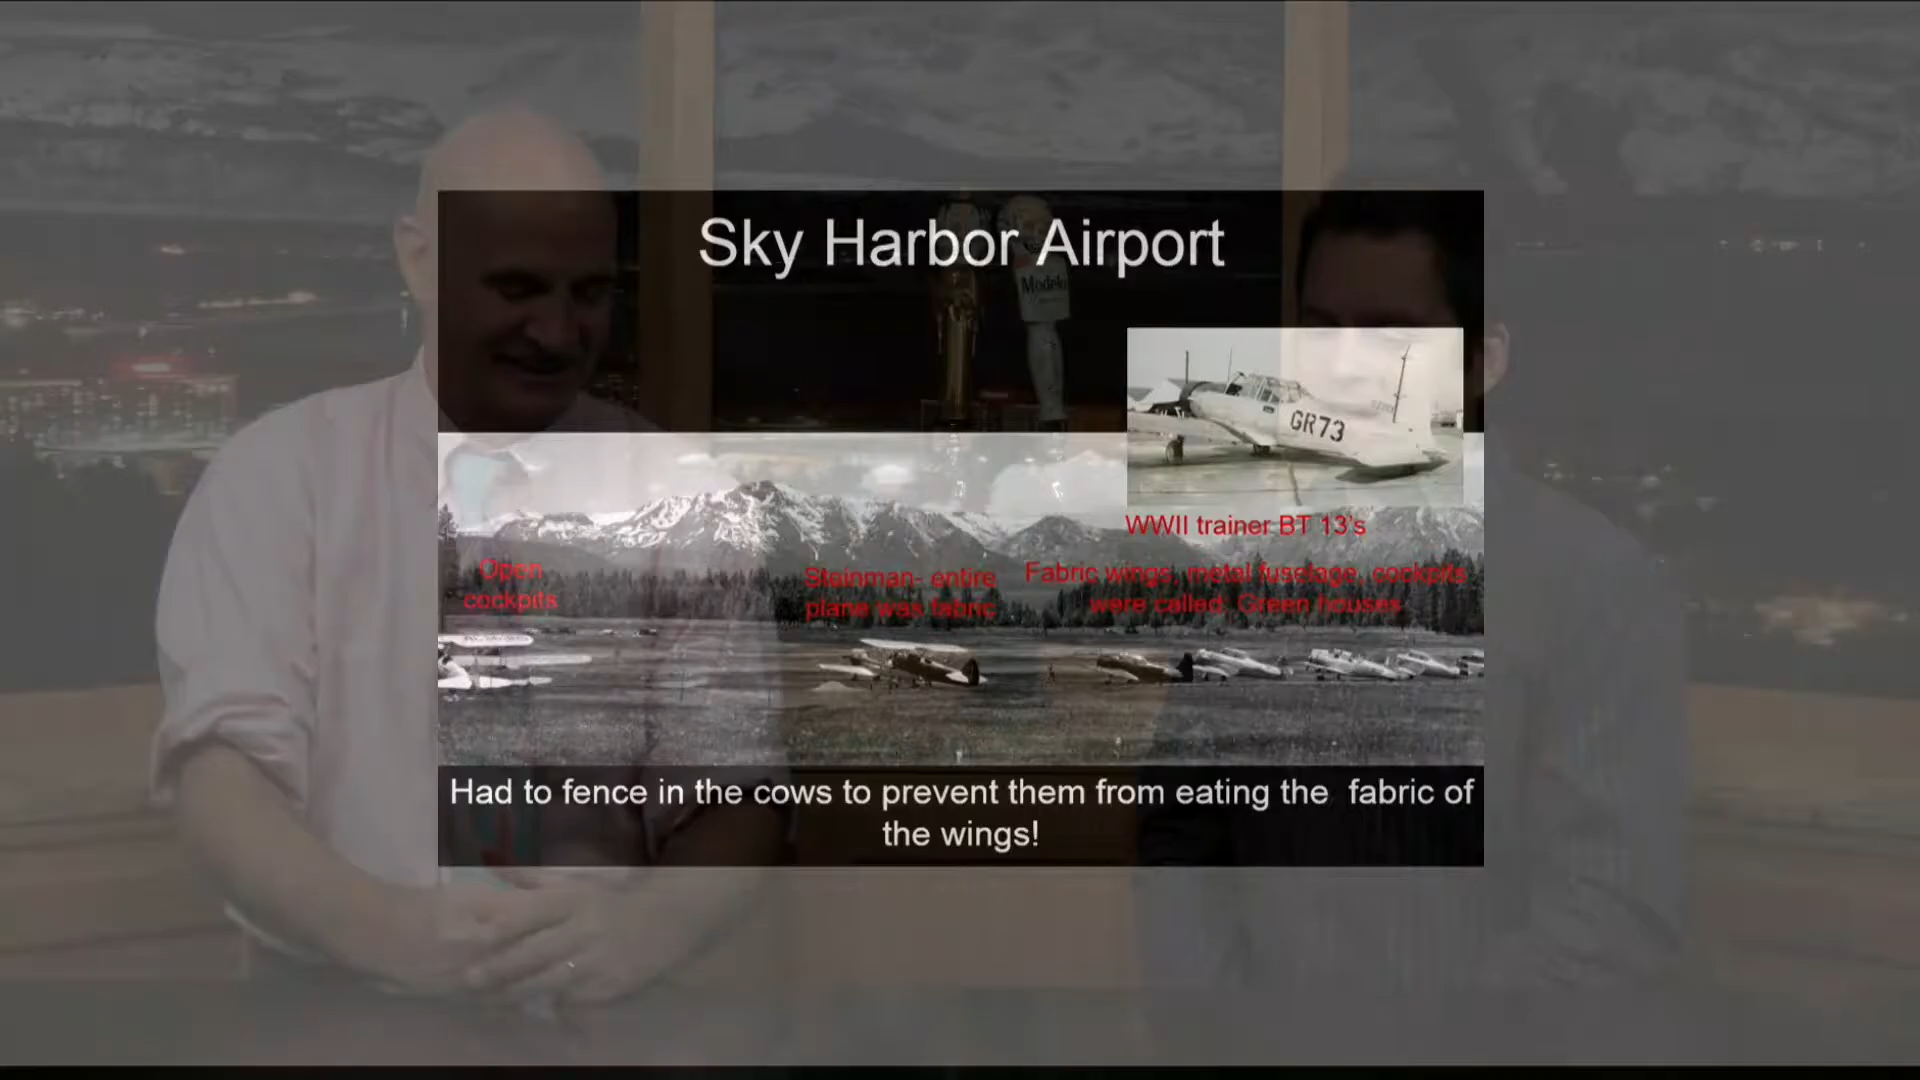 Sky Harbor Airport
Modelo
GR73
WWII trainer BT 13's
Open
cockpits
Steinman- entire
plane was fabric
Fabric wings, metal fuselage, cockpits
were called: Green houses
Had to fence in the cows to prevent them from eating the fabric of
the wings!